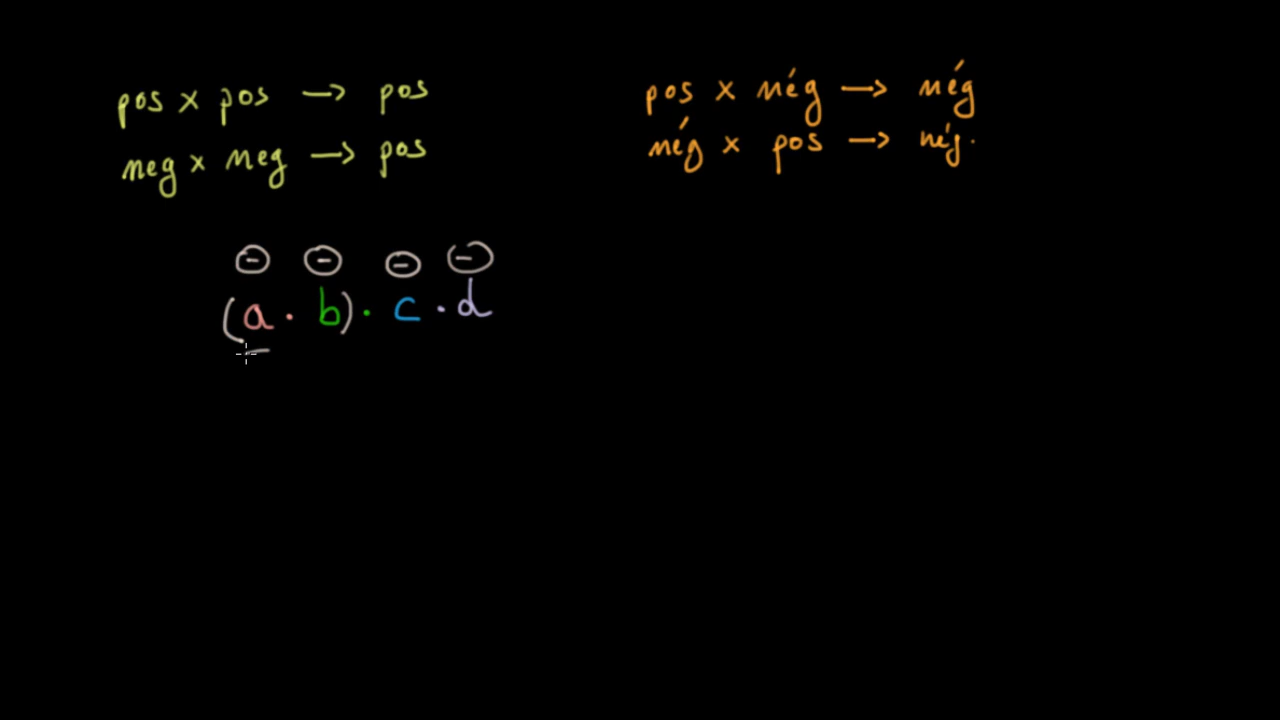 pos x pos → pos
neg x neg → pos
pos x nég → nég
nég x pos → nég.
⊖ ⊖ ⊖ ⊖
(a · b) · c · d